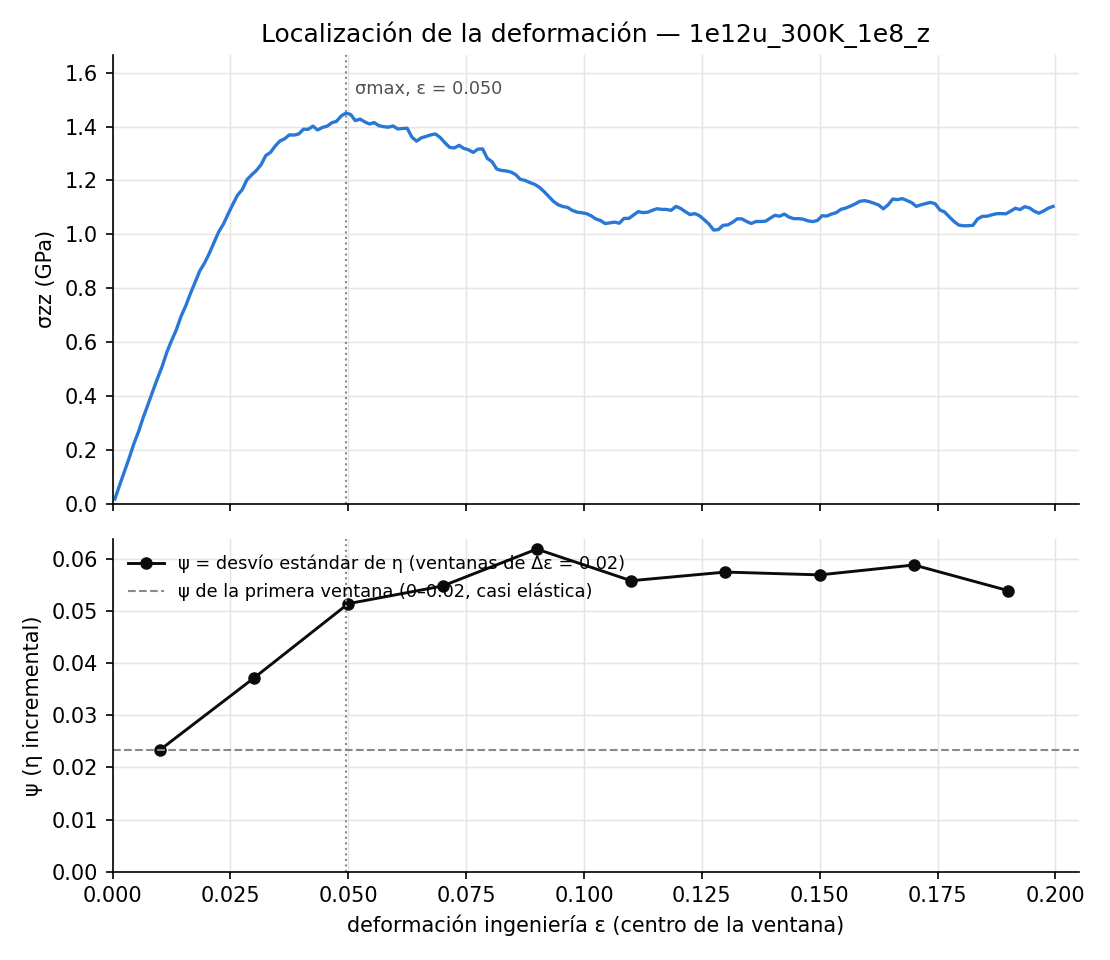 Localización de la deformación — 1e12u_300K_1e8_z
σmax, ε = 0.050
1.6
1.4
1.2
1.0
0.8
0.6
0.4
0.2
0.0
σzz (GPa)
ψ = desvío estándar de η (ventanas de Δε = 0.02)
ψ de la primera ventana (0–0.02, casi elástica)
0.06
0.05
0.04
0.03
0.02
0.01
0.00
ψ (η incremental)
0.000 0.025 0.050 0.075 0.100 0.125 0.150 0.175 0.200
deformación ingeniería ε (centro de la ventana)